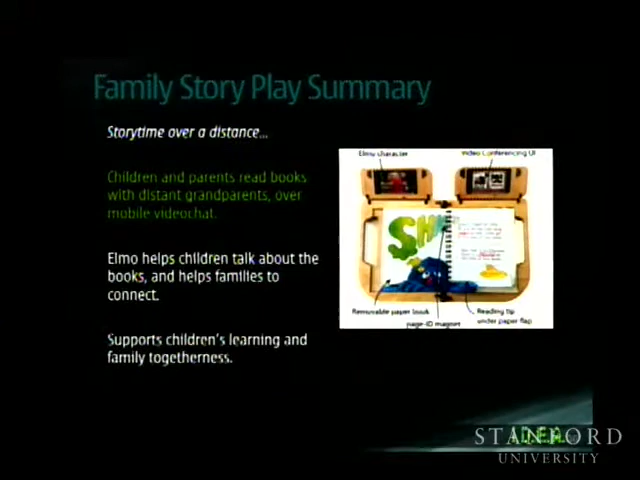 Family Story Play Summary
Storytime over a distance...
Children and parents read books
with distant grandparents, over
mobile videochat.
Elmo helps children talk about the
books, and helps families to
connect.
Supports children's learning and
family togetherness.
Elmo character
Video Conferencing UI
SHH
Removable paper book
page-ID magnet
Reading tip
under paper flap
STANFORD
UNIVERSITY